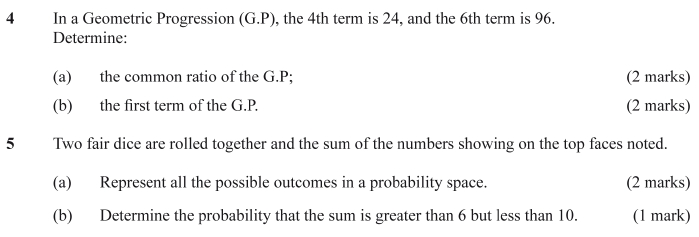 4 In a Geometric Progression (G.P), the 4th term is 24, and the 6th term is 96.
Determine:
(a) the common ratio of the G.P; (2 marks)
(b) the first term of the G.P. (2 marks)
5 Two fair dice are rolled together and the sum of the numbers showing on the top faces noted.
(a) Represent all the possible outcomes in a probability space. (2 marks)
(b) Determine the probability that the sum is greater than 6 but less than 10. (1 mark)